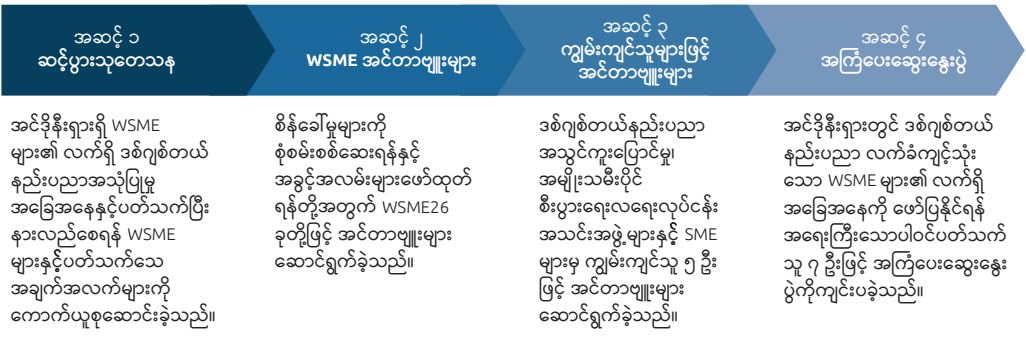 အဆင့် ၁
ဆင့်ပွားသုတေသန
အဆင့် ၂
WSME အင်တာဗျူးများ
အဆင့် ၃
ကျွမ်းကျင်သူများဖြင့်
အင်တာဗျူးများ
အဆင့် ၄
အကြံပေးဆွေးနွေးပွဲ
အင်ဒိုနီးရှားရှိ WSME
များ၏ လက်ရှိ ဒစ်ဂျစ်တယ်
နည်းပညာအသုံပြုမှု
အခြေအနေနှင့်ပတ်သက်ပြီး
နားလည်စေရန် WSME
များနှင့်ပတ်သက်သေ
အချက်အလက်များကို
ကောက်ယူစုဆောင်းခဲ့သည်။
စိန်ခေါ်မှုများကို
စုံစမ်းစစ်ဆေးရန်နှင့်
အခွင့်အလမ်းများဖော်ထုတ်
ရန်တို့အတွက် WSME26
ခုတို့ဖြင့် အင်တာဗျူးများ
ဆောင်ရွက်ခဲ့သည်။
ဒစ်ဂျစ်တယ်နည်းပညာ
အသွင်ကူးပြောင်မှု၊
အမျိုးသမီးပိုင်
စီးပွားရေးလရေးလုပ်ငန်း
အသင်းအဖွဲ့များနှင့် SME
များမှ ကျွမ်းကျင်သူ ၅ ဦး
ဖြင့် အင်တာဗျူးများ
ဆောင်ရွက်ခဲ့သည်။
အင်ဒိုနီးရှားတွင် ဒစ်ဂျစ်တယ်
နည်းပညာ လက်ခံကျင့်သုံး
သော WSME များ၏ လက်ရှိ
အခြေအနေကို ဖော်ပြနိုင်ရန်
အရေးကြီးသောပါဝင်ပတ်သက်
သူ ၇ ဦးဖြင့် အကြံပေးဆွေးနွေး
ပွဲကိုကျင်းပခဲ့သည်။